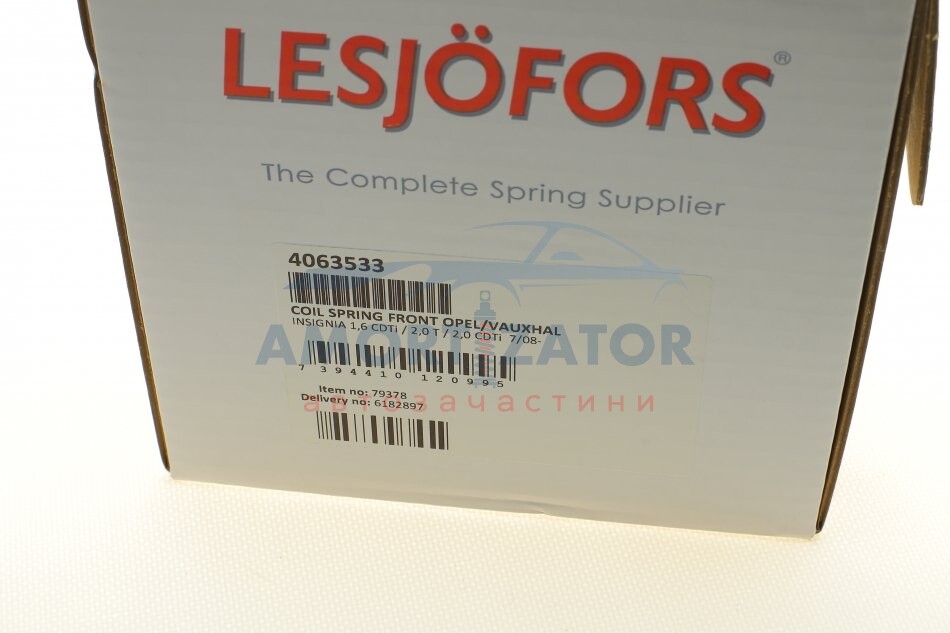 LESJÖFORS®
The Complete Spring Supplier
4063533
COIL SPRING FRONT OPEL/VAUXHAL
INSIGNIA 1,6 CDTi / 2,0 T / 2,0 CDTi 7/08-
AMORTIZATOR
7 394410 120995
Item no: 79378
Delivery no: 6182897
автозачастини